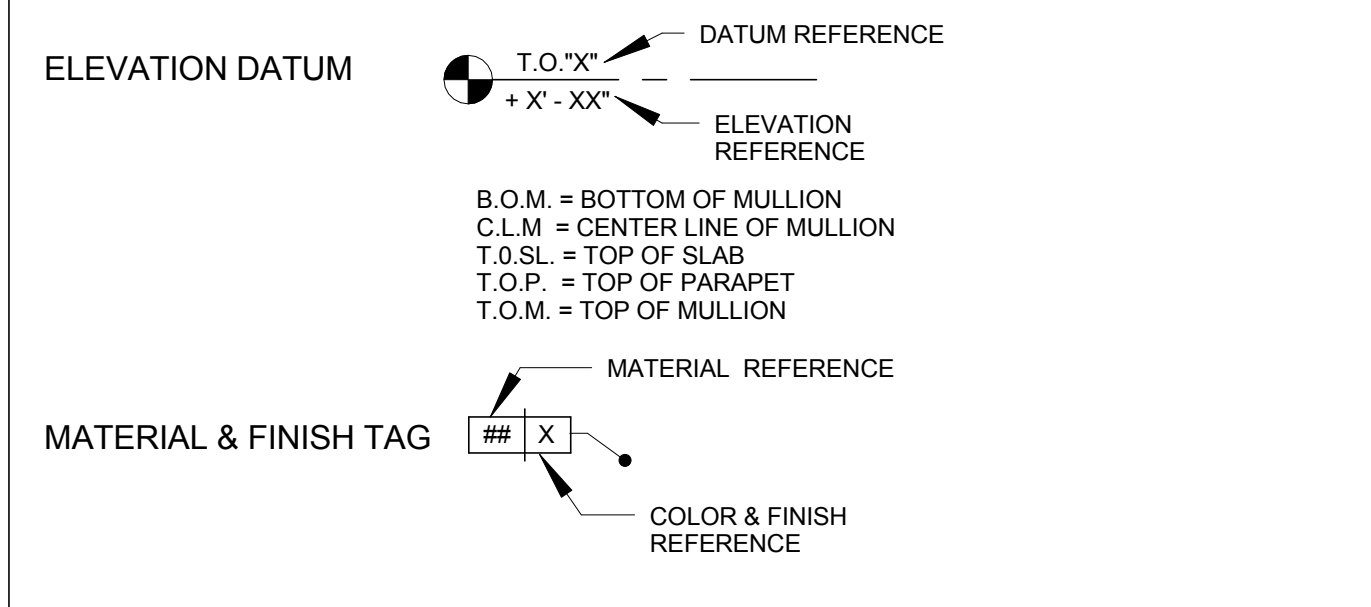 ELEVATION DATUM
T.O."X"
DATUM REFERENCE
+ X' - XX"
ELEVATION
REFERENCE
B.O.M. = BOTTOM OF MULLION
C.L.M = CENTER LINE OF MULLION
T.0.SL. = TOP OF SLAB
T.O.P. = TOP OF PARAPET
T.O.M. = TOP OF MULLION
MATERIAL REFERENCE
MATERIAL & FINISH TAG
## X
COLOR & FINISH
REFERENCE